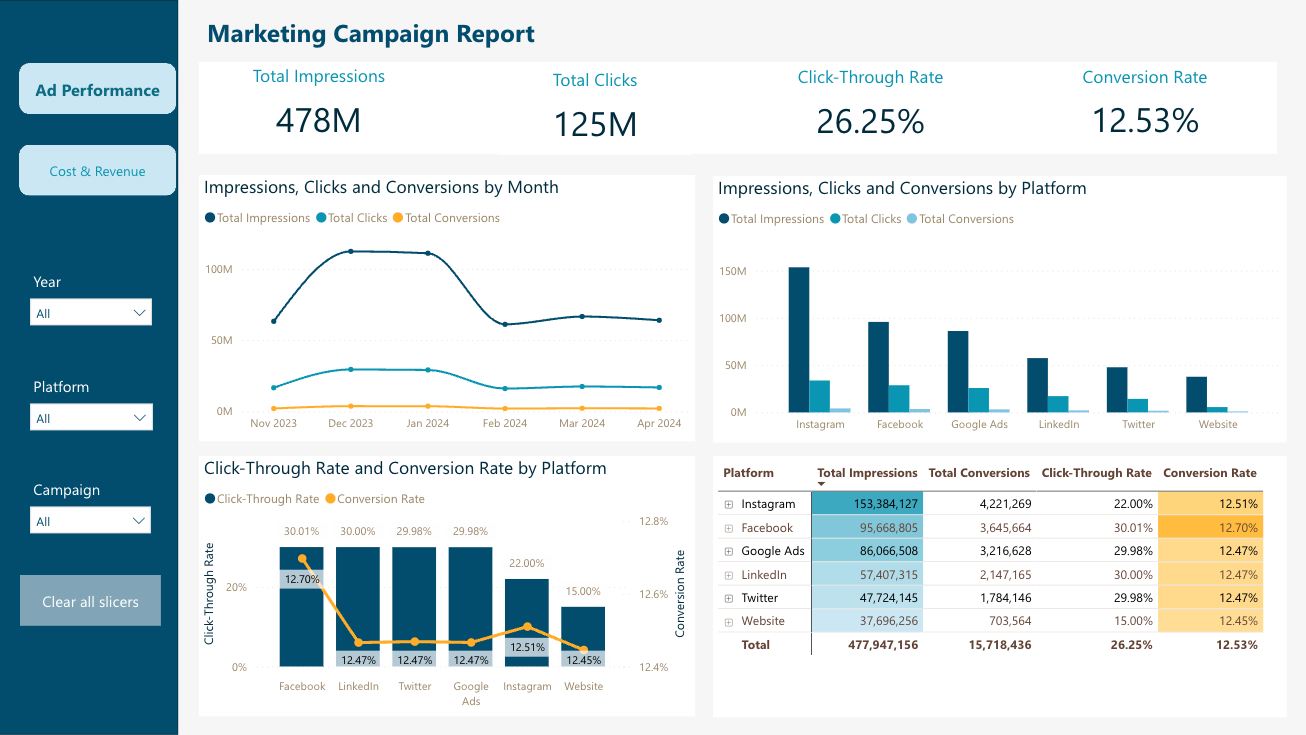 Marketing Campaign Report
Ad Performance
Cost & Revenue
Year
All
Platform
All
Campaign
All
Clear all slicers
Total Impressions
478M
Total Clicks
125M
Click-Through Rate
26.25%
Conversion Rate
12.53%
Impressions, Clicks and Conversions by Month
Total Impressions Total Clicks Total Conversions
100M
50M
0M
Nov 2023 Dec 2023 Jan 2024 Feb 2024 Mar 2024 Apr 2024
Impressions, Clicks and Conversions by Platform
Total Impressions Total Clicks Total Conversions
150M
100M
50M
0M
Instagram Facebook Google Ads LinkedIn Twitter Website
Click-Through Rate and Conversion Rate by Platform
Click-Through Rate Conversion Rate
Click-Through Rate
20%
0%
30.01% 30.00% 29.98% 29.98% 22.00% 15.00%
12.70% 12.47% 12.47% 12.47% 12.51% 12.45%
12.8%
12.6%
12.4%
Conversion Rate
Facebook LinkedIn Twitter Google Ads Instagram Website
Platform Total Impressions Total Conversions Click-Through Rate Conversion Rate
Instagram 153,384,127 4,221,269 22.00% 12.51%
Facebook 95,668,805 3,645,664 30.01% 12.70%
Google Ads 86,066,508 3,216,628 29.98% 12.47%
LinkedIn 57,407,315 2,147,165 30.00% 12.47%
Twitter 47,724,145 1,784,146 29.98% 12.47%
Website 37,696,256 703,564 15.00% 12.45%
Total 477,947,156 15,718,436 26.25% 12.53%